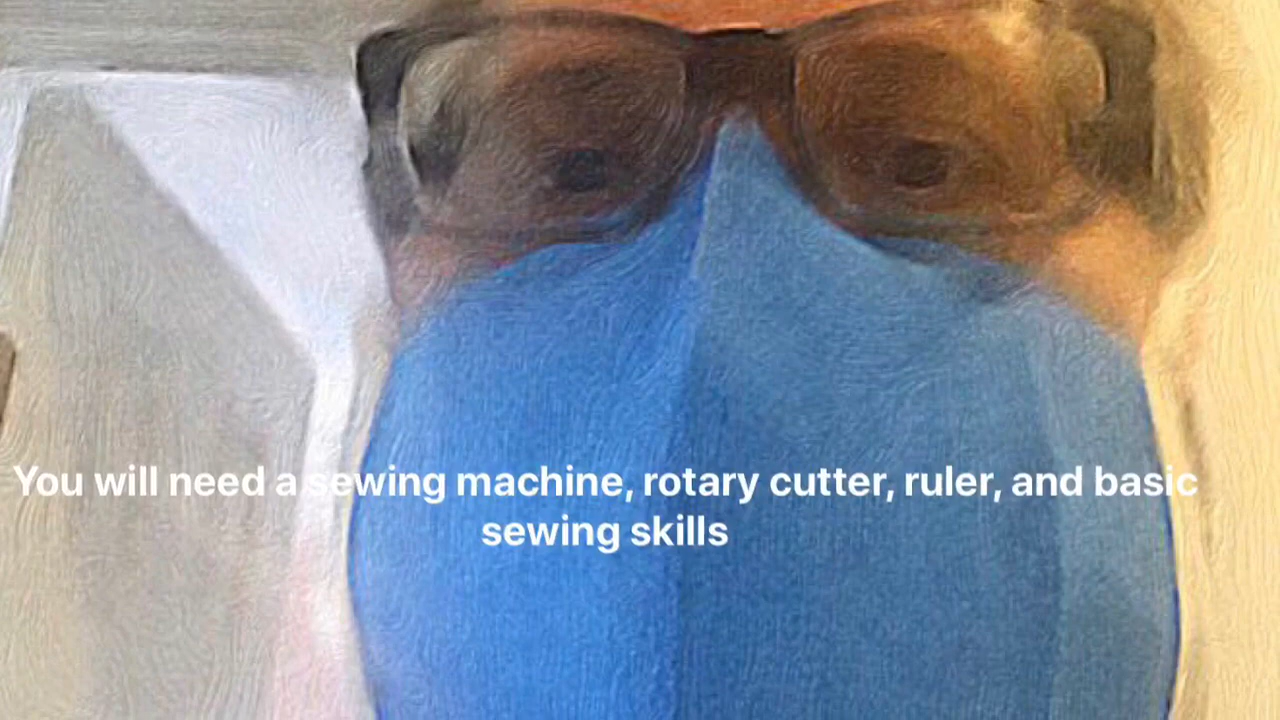 You will need a sewing machine, rotary cutter, ruler, and basic
sewing skills